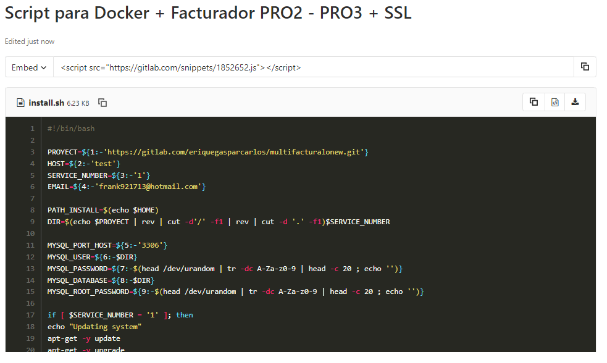 Script para Docker + Facturador PRO2 - PRO3 + SSL
Edited just now
Embed <script src="https://gitlab.com/snippets/1852652.js"></script>
install.sh 6.23 KB
1 #!/bin/bash
2
3 PROYECT=${1:-'https://gitlab.com/eriquegasparcarlos/multifacturalonew.git'}
4 HOST=${2:-'test'}
5 SERVICE_NUMBER=${3:-'1'}
6 EMAIL=${4:-'frank921713@hotmail.com'}
7
8 PATH_INSTALL=$(echo $HOME)
9 DIR=$(echo $PROYECT | rev | cut -d'/' -f1 | rev | cut -d '.' -f1)$SERVICE_NUMBER
10
11 MYSQL_PORT_HOST=${5:-'3306'}
12 MYSQL_USER=${6:-$DIR}
13 MYSQL_PASSWORD=${7:-$(head /dev/urandom | tr -dc A-Za-z0-9 | head -c 20 ; echo '')}
14 MYSQL_DATABASE=${8:-$DIR}
15 MYSQL_ROOT_PASSWORD=${9:-$(head /dev/urandom | tr -dc A-Za-z0-9 | head -c 20 ; echo '')}
16
17 if [ $SERVICE_NUMBER = '1' ]; then
18 echo "Updating system"
19 apt-get -y update
20 apt-get -y upgrade